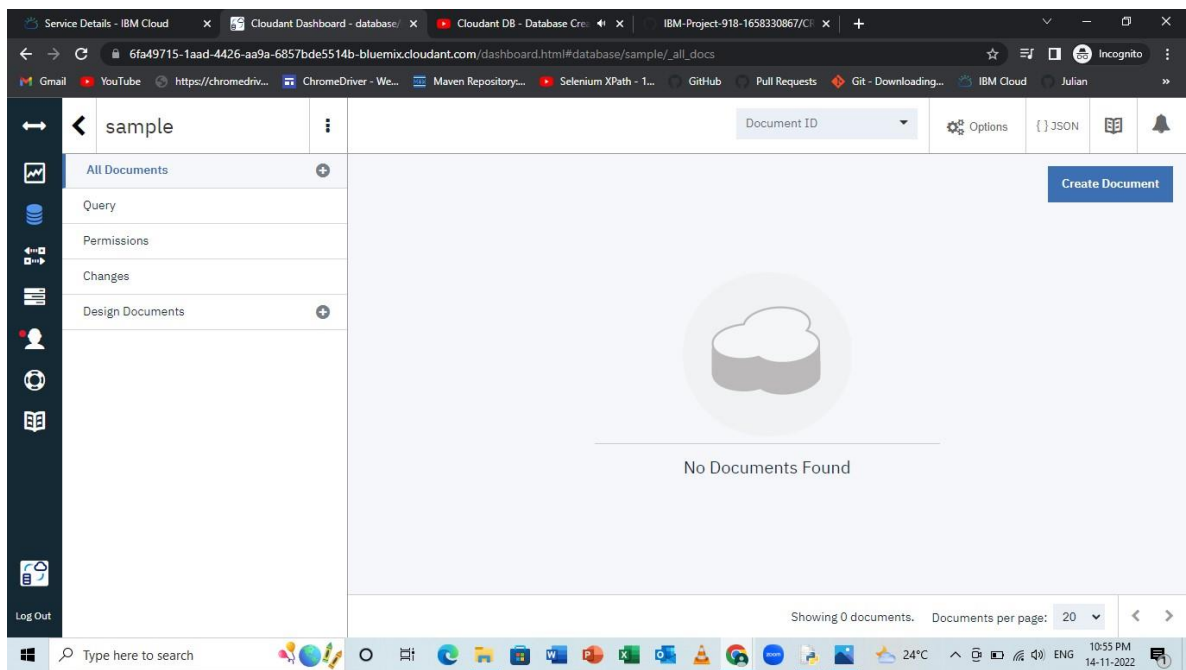 Service Details - IBM Cloud
Cloudant Dashboard - database/
Cloudant DB - Database Cre
IBM-Project-918-1658330867/CR
6fa49715-1aad-4426-aa9a-6857bde5514b-bluemix.cloudant.com/dashboard.html#database/sample/_all_docs
Incognito
Gmail
YouTube
https://chromedriv...
ChromeDriver - We...
Maven Repository:...
Selenium XPath - 1...
GitHub
Pull Requests
Git - Downloading...
IBM Cloud
Julian
»
sample
Document ID
Options
{ } JSON
All Documents
Create Document
Query
Permissions
Changes
Design Documents
No Documents Found
Log Out
Showing 0 documents.
Documents per page: 20
Type here to search
24°C
ENG
10:55 PM
14-11-2022